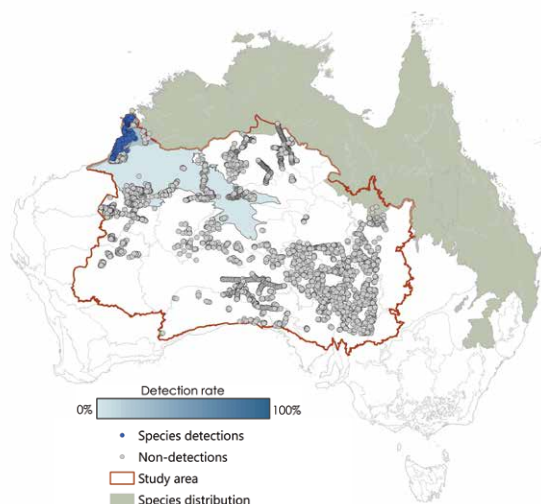 Detection rate
0% 100%
Species detections
Non-detections
Study area
Species distribution